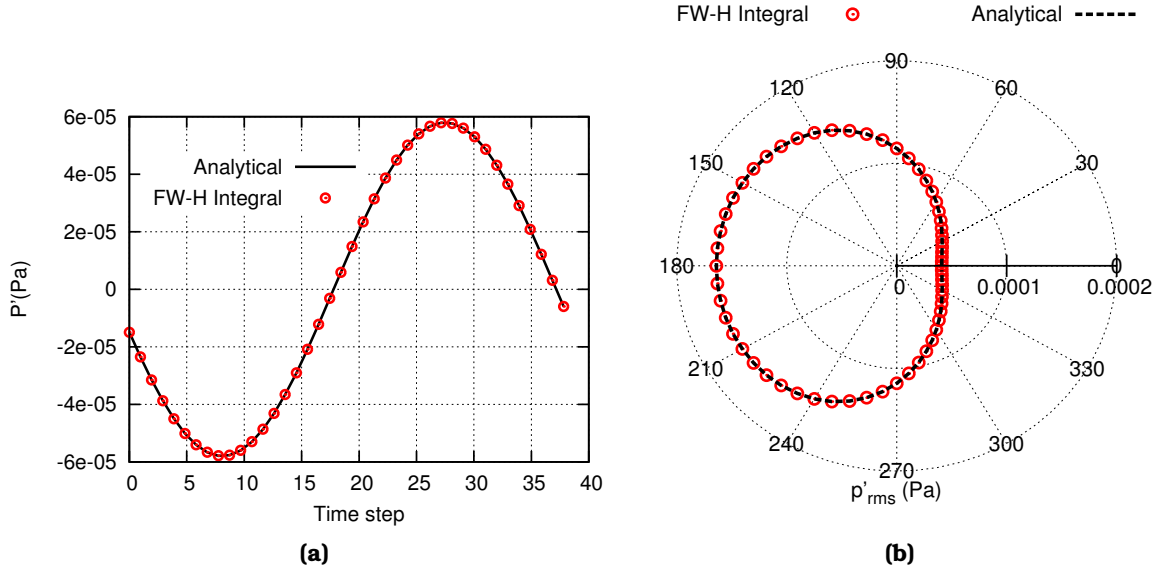 FW-H Integral
Analytical
P'(Pa)
6e-05
4e-05
2e-05
0
-2e-05
-4e-05
-6e-05
Analytical
FW-H Integral
0 5 10 15 20 25 30 35 40
Time step
(a)
90
120 60
150 30
180 0
0 0.0001 0.0002
210 330
240 300
270
p'rms (Pa)
(b)